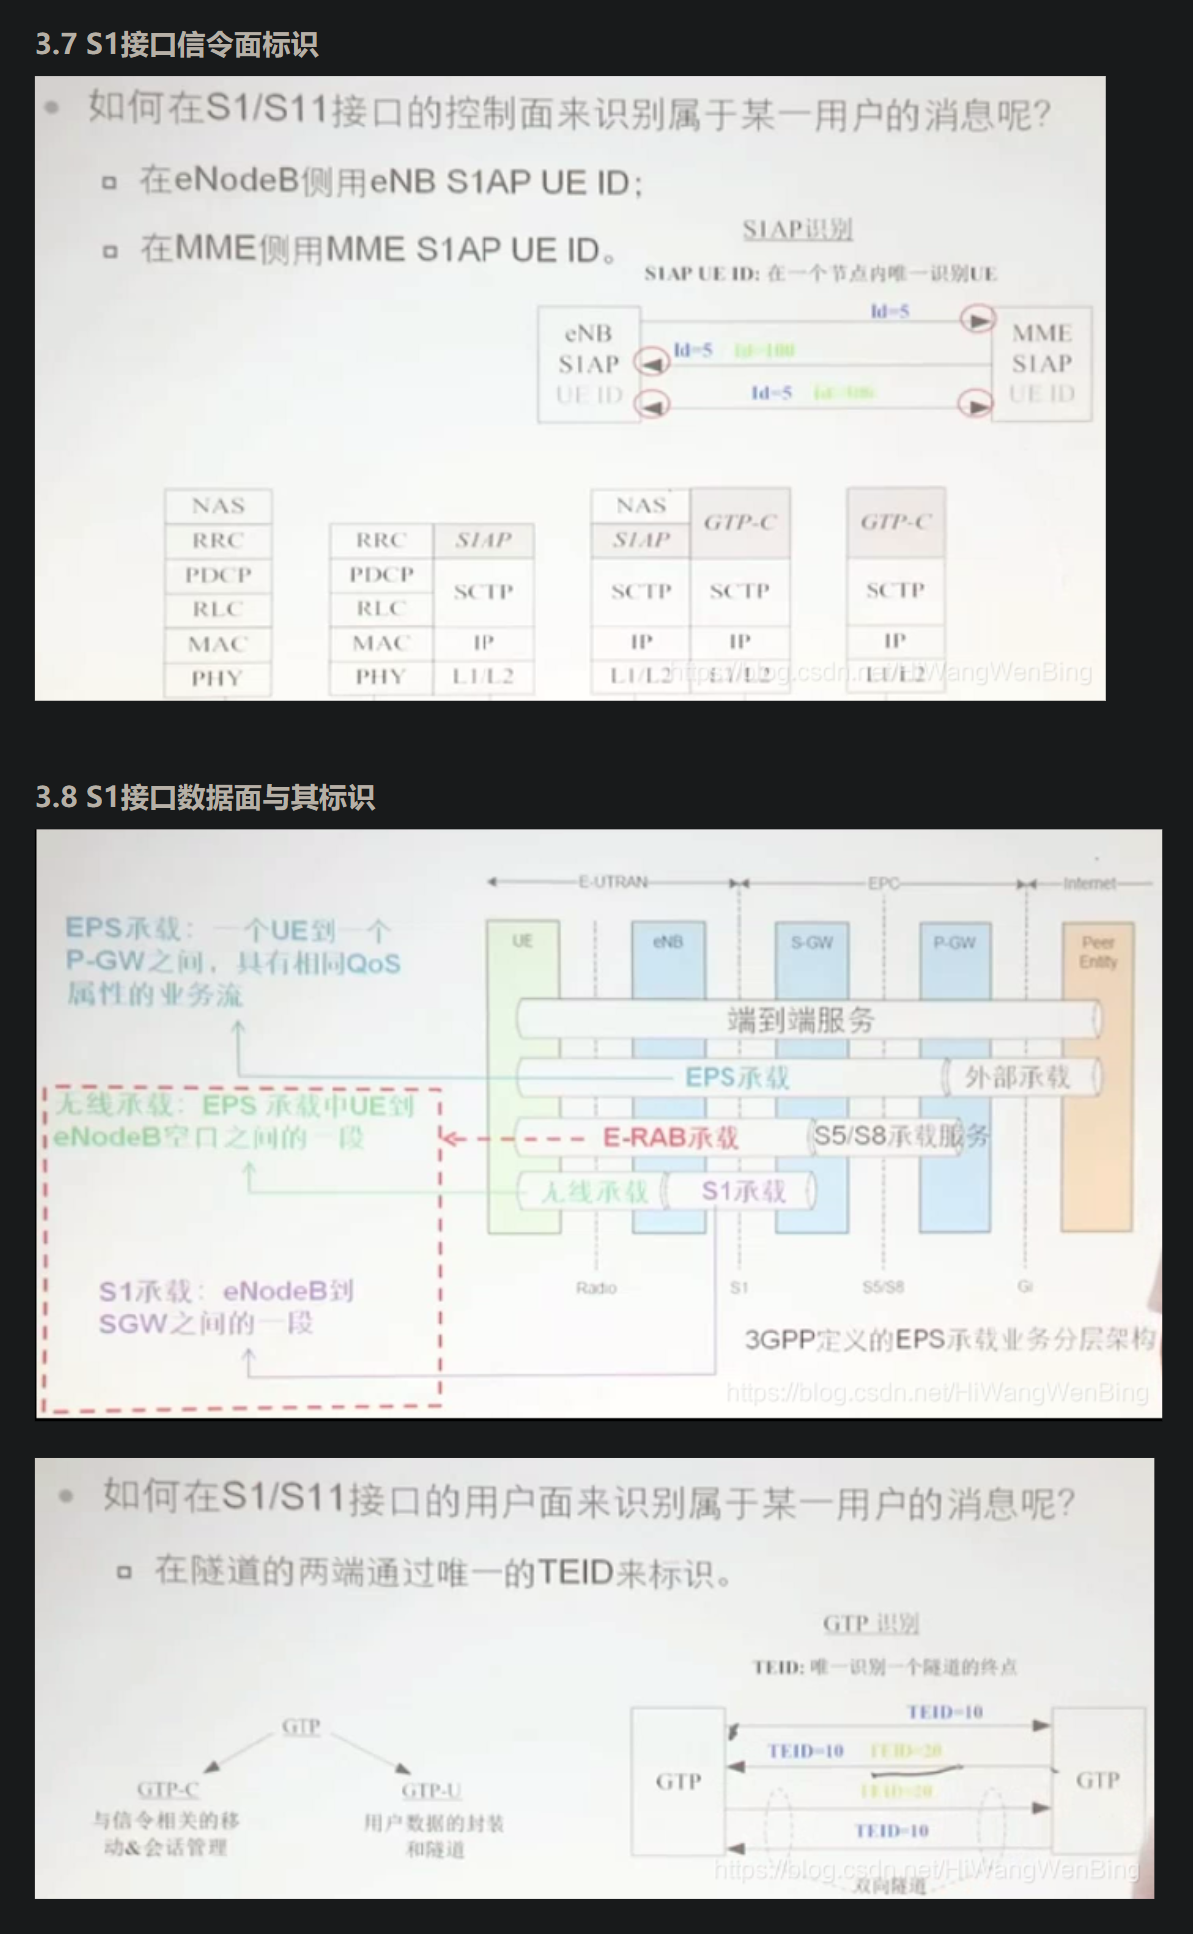 3.7 S1接口信令面标识
如何在S1/S11接口的控制面来识别属于某一用户的消息呢？
在eNodeB侧用eNB S1AP UE ID；
在MME侧用MME S1AP UE ID。
S1AP识别
S1AP UE ID: 在一个节点内唯一识别UE
Id=5
eNB
S1AP
UE ID
Id=5 Id=100
Id=5
MME
S1AP
UE ID
NAS
RRC
PDCP
RLC
MAC
PHY
RRC S1AP
PDCP
SCTP
RLC
MAC IP
PHY L1/L2
NAS GTP-C
S1AP
SCTP SCTP
IP IP
L1/L2 L1/L2
GTP-C
SCTP
IP
L1/L2
https://blog.csdn.net/HiWangWenBing
3.8 S1接口数据面与其标识
E-UTRAN EPC Internet
EPS承载：一个UE到一个
P-GW之间，具有相同QoS
属性的业务流
UE eNB S-GW P-GW Peer
Entity
端到端服务
EPS承载 外部承载
无线承载：EPS 承载中UE到
eNodeB空口之间的一段
E-RAB承载 S5/S8承载服务
无线承载 S1承载
S1承载：eNodeB到
SGW之间的一段
Radio S1 S5/S8 Gi
3GPP定义的EPS承载业务分层架构
https://blog.csdn.net/HiWangWenBing
如何在S1/S11接口的用户面来识别属于某一用户的消息呢？
在隧道的两端通过唯一的TEID来标识。
GTP 识别
TEID: 唯一识别一个隧道的终点
GTP
GTP-C
与信令相关的移
动&会话管理
GTP-U
用户数据的封装
和隧道
TEID=10
TEID=10 TEID=20
GTP GTP
TEID=20
TEID=10
双向隧道
https://blog.csdn.net/HiWangWenBing